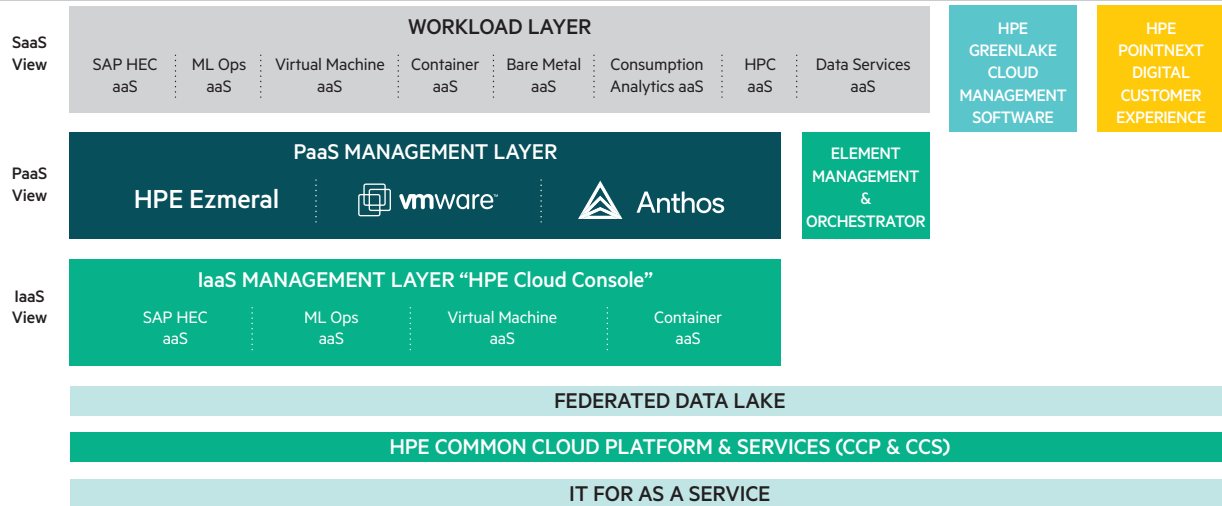 SaaS
View
WORKLOAD LAYER
SAP HEC
aaS
ML Ops
aaS
Virtual Machine
aaS
Container
aaS
Bare Metal
aaS
Consumption
Analytics aaS
HPC
aaS
Data Services
aaS
HPE
GREENLAKE
CLOUD
MANAGEMENT
SOFTWARE
HPE
POINTNEXT
DIGITAL
CUSTOMER
EXPERIENCE
PaaS
View
PaaS MANAGEMENT LAYER
HPE Ezmeral
vmware™
Anthos
ELEMENT
MANAGEMENT
&
ORCHESTRATOR
IaaS
View
IaaS MANAGEMENT LAYER “HPE Cloud Console”
SAP HEC
aaS
ML Ops
aaS
Virtual Machine
aaS
Container
aaS
FEDERATED DATA LAKE
HPE COMMON CLOUD PLATFORM & SERVICES (CCP & CCS)
IT FOR AS A SERVICE